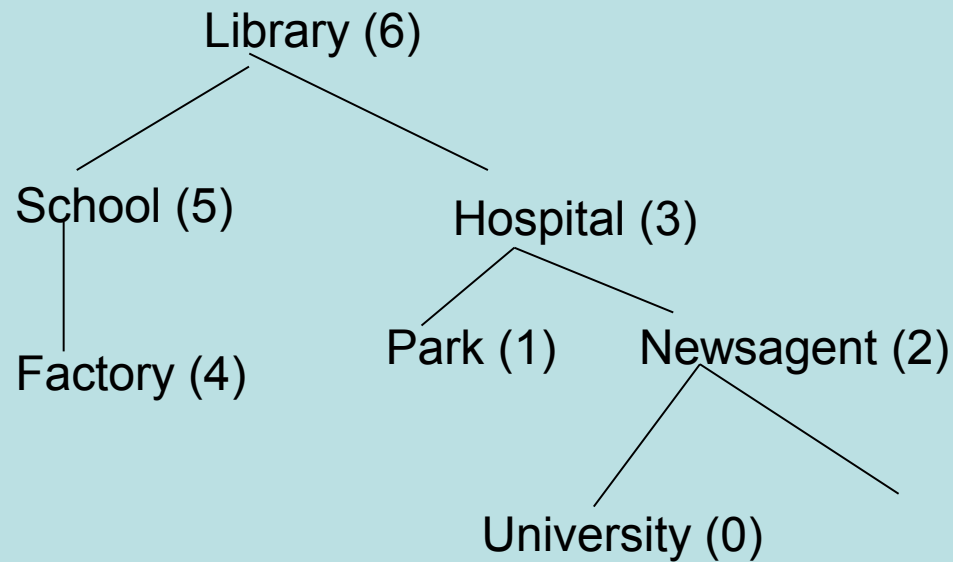 Library (6)
School (5)
Hospital (3)
Park (1)
Newsagent (2)
Factory (4)
University (0)